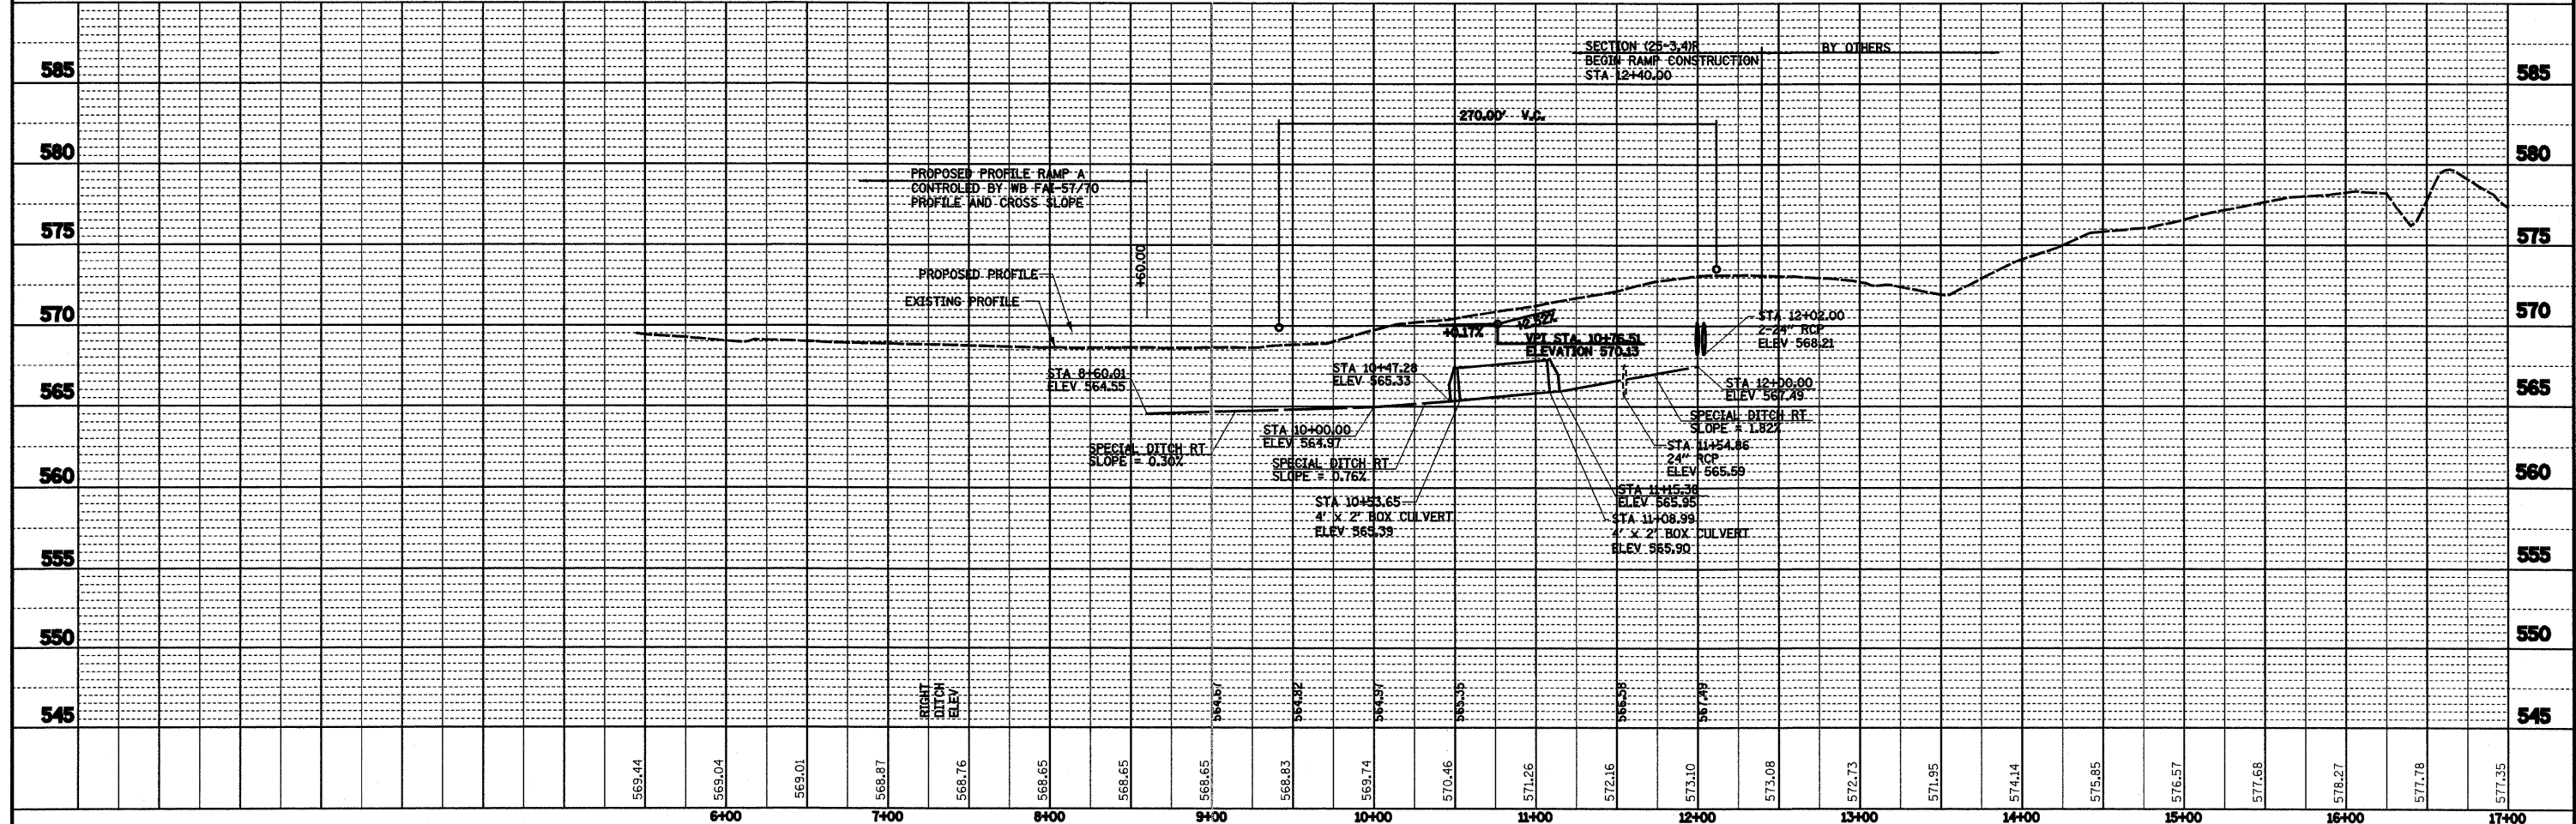 SECTION (25-3,4)R
BEGIN RAMP CONSTRUCTION
STA 12+40.00
BY OTHERS
585
585
270.00' V.C.
580
580
PROPOSED PROFILE RAMP A
CONTROLED BY WB FAI-57/70
PROFILE AND CROSS SLOPE
+60.00
575
575
PROPOSED PROFILE
EXISTING PROFILE
570
570
+0.17%
+2.52%
VPI STA. 10+76.51
ELEVATION 570.13
STA 12+02.00
2-24" RCP
ELEV 568.21
STA 8+60.01
ELEV 564.55
STA 10+47.28
ELEV 565.33
STA 12+00.00
ELEV 567.49
565
565
SPECIAL DITCH RT
SLOPE = 1.82%
STA 10+00.00
ELEV 564.97
SPECIAL DITCH RT
SLOPE = 0.30%
SPECIAL DITCH RT
SLOPE = 0.76%
STA 11+54.86
24" RCP
ELEV 565.59
560
560
STA 10+53.65
4' x 2' BOX CULVERT
ELEV 565.39
STA 11+15.38
ELEV 565.95
STA 11+08.99
4' x 2' BOX CULVERT
ELEV 565.90
555
555
550
550
RIGHT
DITCH
ELEV
564.67
564.82
564.97
565.35
566.58
567.49
545
545
569.44
569.04
569.01
568.87
568.76
568.65
568.65
568.65
568.83
569.74
570.46
571.26
572.16
573.10
573.08
572.73
571.95
574.14
575.85
576.57
577.68
578.27
577.78
577.35
6+00
7+00
8+00
9+00
10+00
11+00
12+00
13+00
14+00
15+00
16+00
17+00